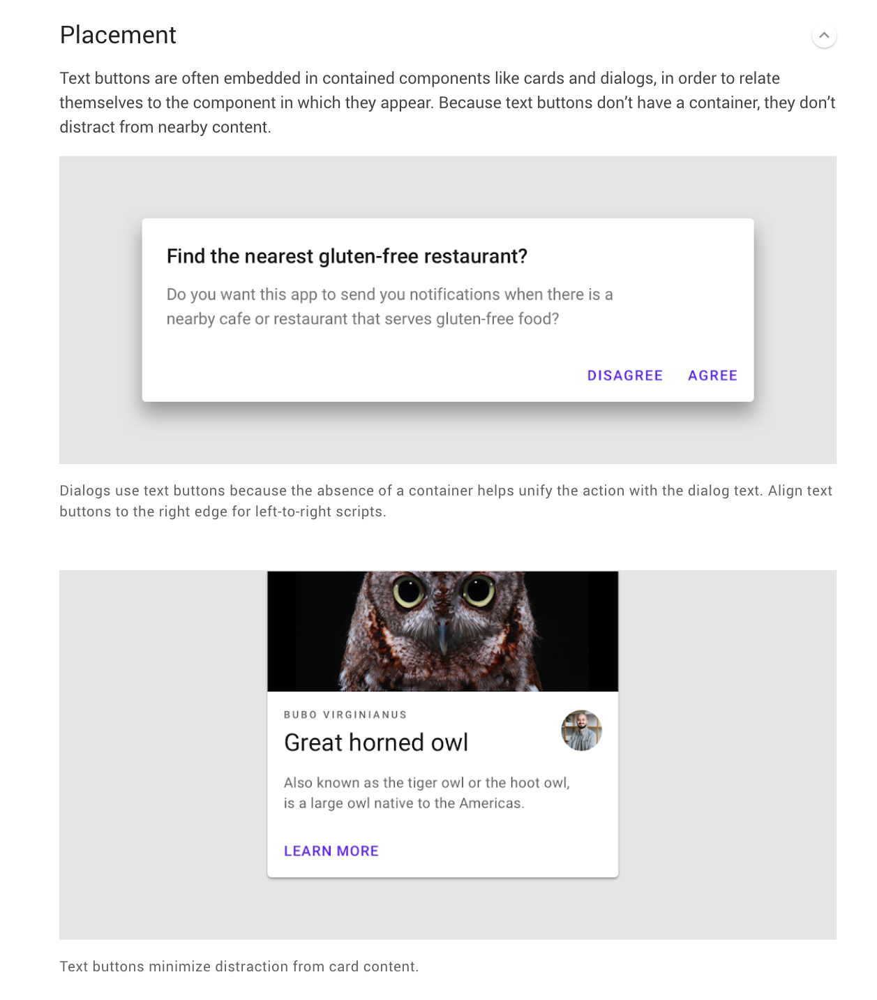 Placement
Text buttons are often embedded in contained components like cards and dialogs, in order to relate
themselves to the component in which they appear. Because text buttons don’t have a container, they don’t
distract from nearby content.
Find the nearest gluten-free restaurant?
Do you want this app to send you notifications when there is a
nearby cafe or restaurant that serves gluten-free food?
DISAGREE AGREE
Dialogs use text buttons because the absence of a container helps unify the action with the dialog text. Align text
buttons to the right edge for left-to-right scripts.
BUBO VIRGINIANUS
Great horned owl
Also known as the tiger owl or the hoot owl,
is a large owl native to the Americas.
LEARN MORE
Text buttons minimize distraction from card content.